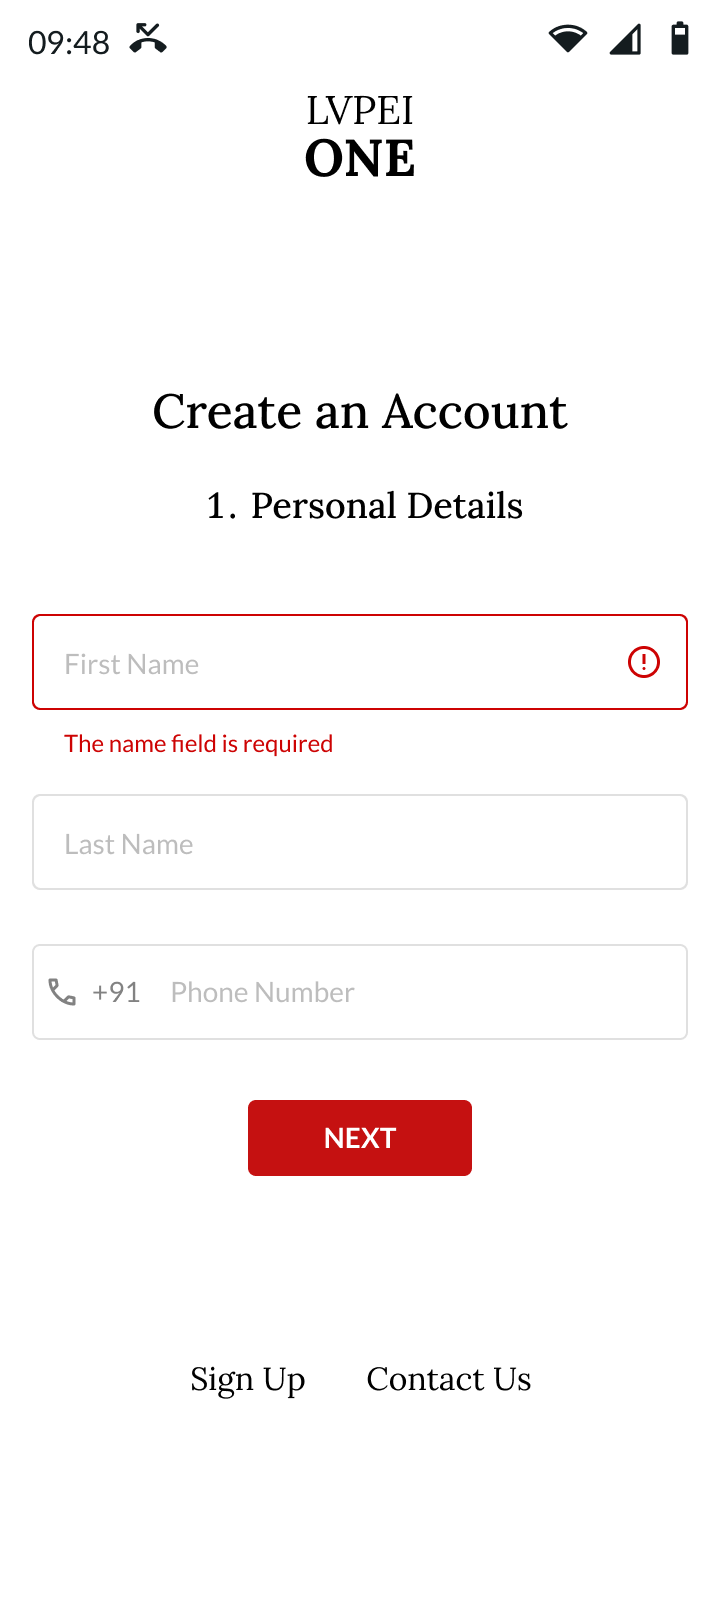 09:48
LVPEI
ONE
Create an Account
1. Personal Details
First Name
The name field is required
Last Name
+91 Phone Number
NEXT
Sign Up Contact Us